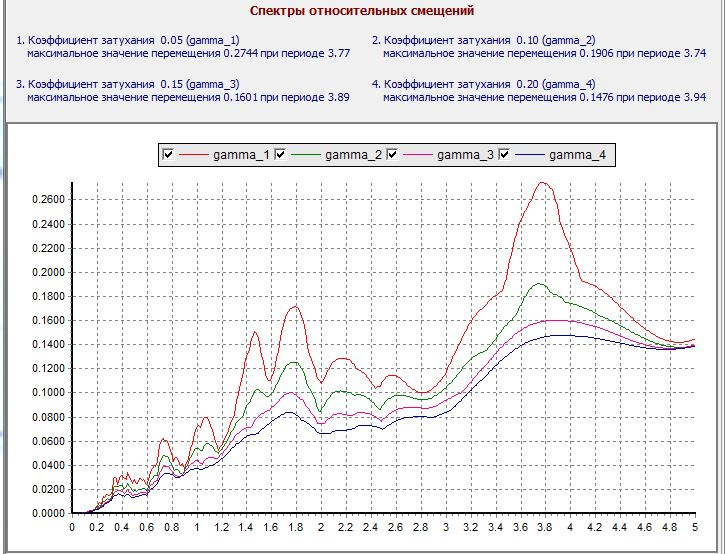 Спектры относительных смещений
1. Коэффициент затухания 0.05 (gamma_1)
максимальное значение перемещения 0.2744 при периоде 3.77
2. Коэффициент затухания 0.10 (gamma_2)
максимальное значение перемещения 0.1906 при периоде 3.74
3. Коэффициент затухания 0.15 (gamma_3)
максимальное значение перемещения 0.1601 при периоде 3.89
4. Коэффициент затухания 0.20 (gamma_4)
максимальное значение перемещения 0.1476 при периоде 3.94
gamma_1 gamma_2 gamma_3 gamma_4
0.2600
0.2400
0.2200
0.2000
0.1800
0.1600
0.1400
0.1200
0.1000
0.0800
0.0600
0.0400
0.0200
0.0000
0 0.2 0.4 0.6 0.8 1 1.2 1.4 1.6 1.8 2 2.2 2.4 2.6 2.8 3 3.2 3.4 3.6 3.8 4 4.2 4.4 4.6 4.8 5